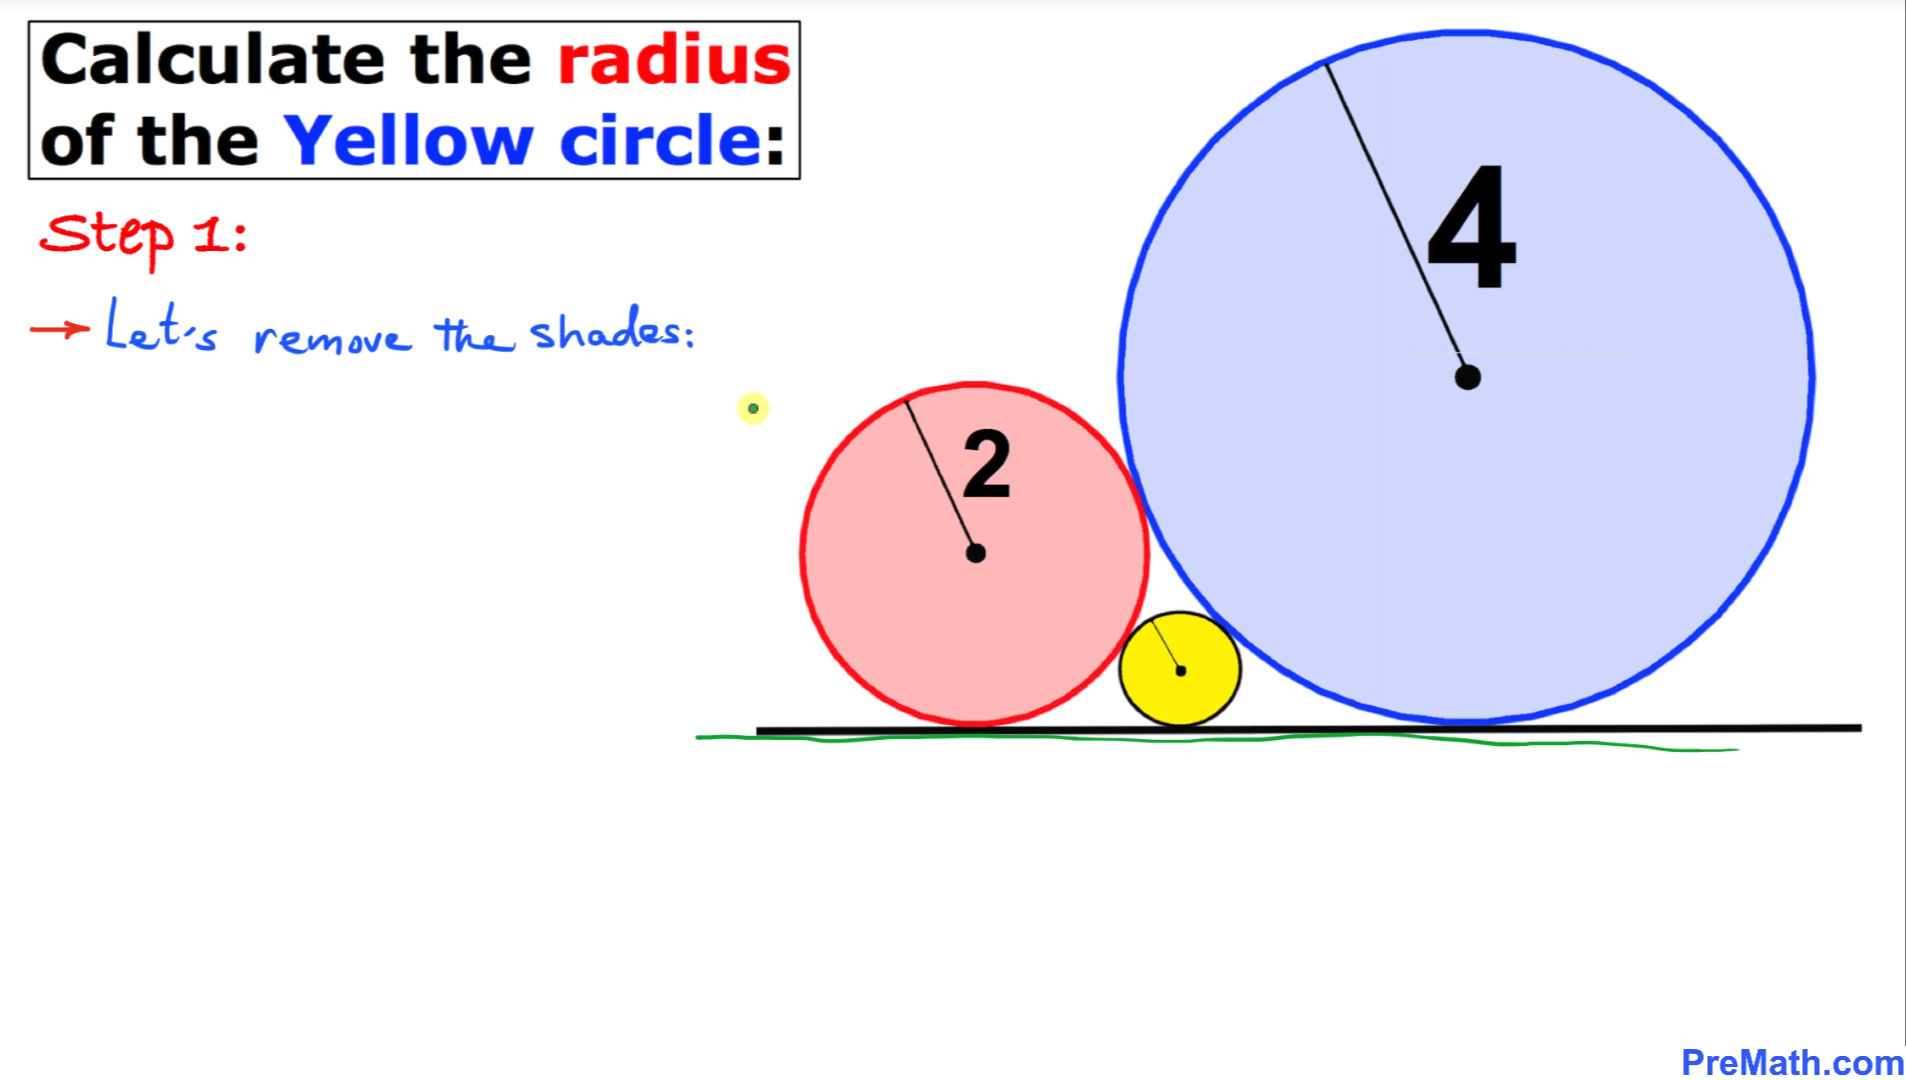 Calculate the radius
of the Yellow circle:
Step 1:
→ Let's remove the shades:
4
2
PreMath.com